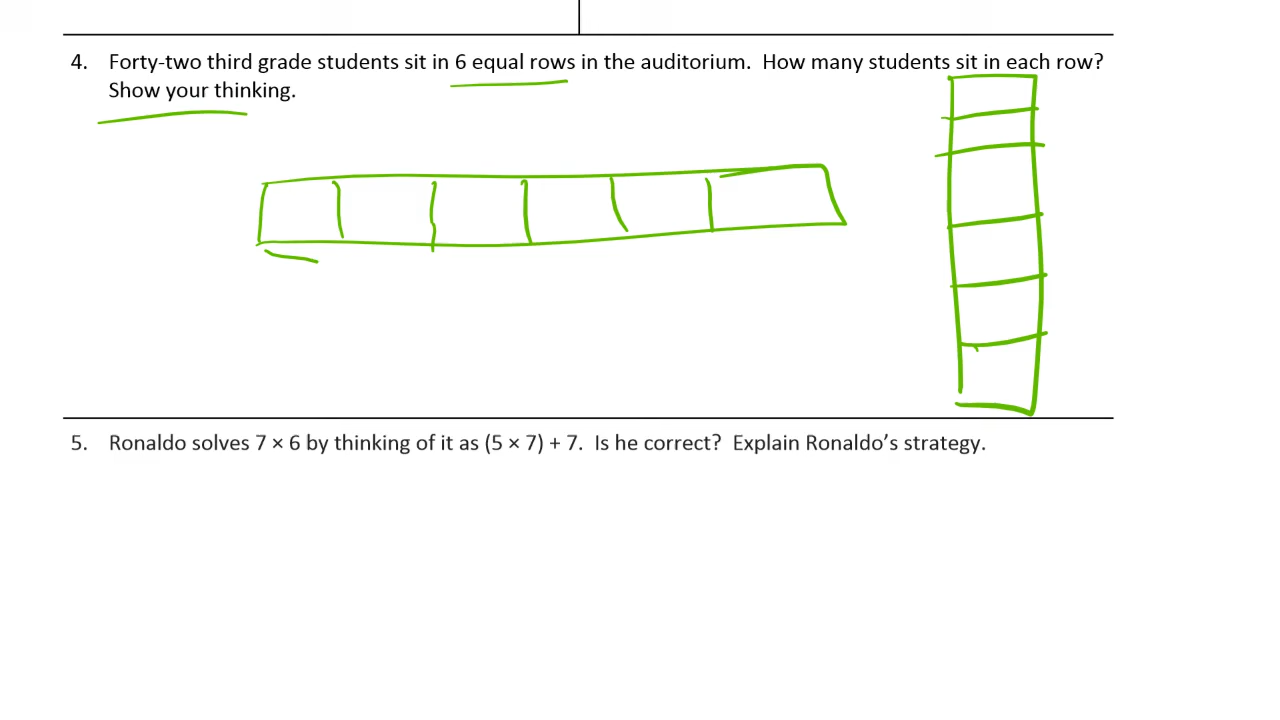 4. Forty-two third grade students sit in 6 equal rows in the auditorium. How many students sit in each row?
Show your thinking.
5. Ronaldo solves 7 × 6 by thinking of it as (5 × 7) + 7. Is he correct? Explain Ronaldo’s strategy.